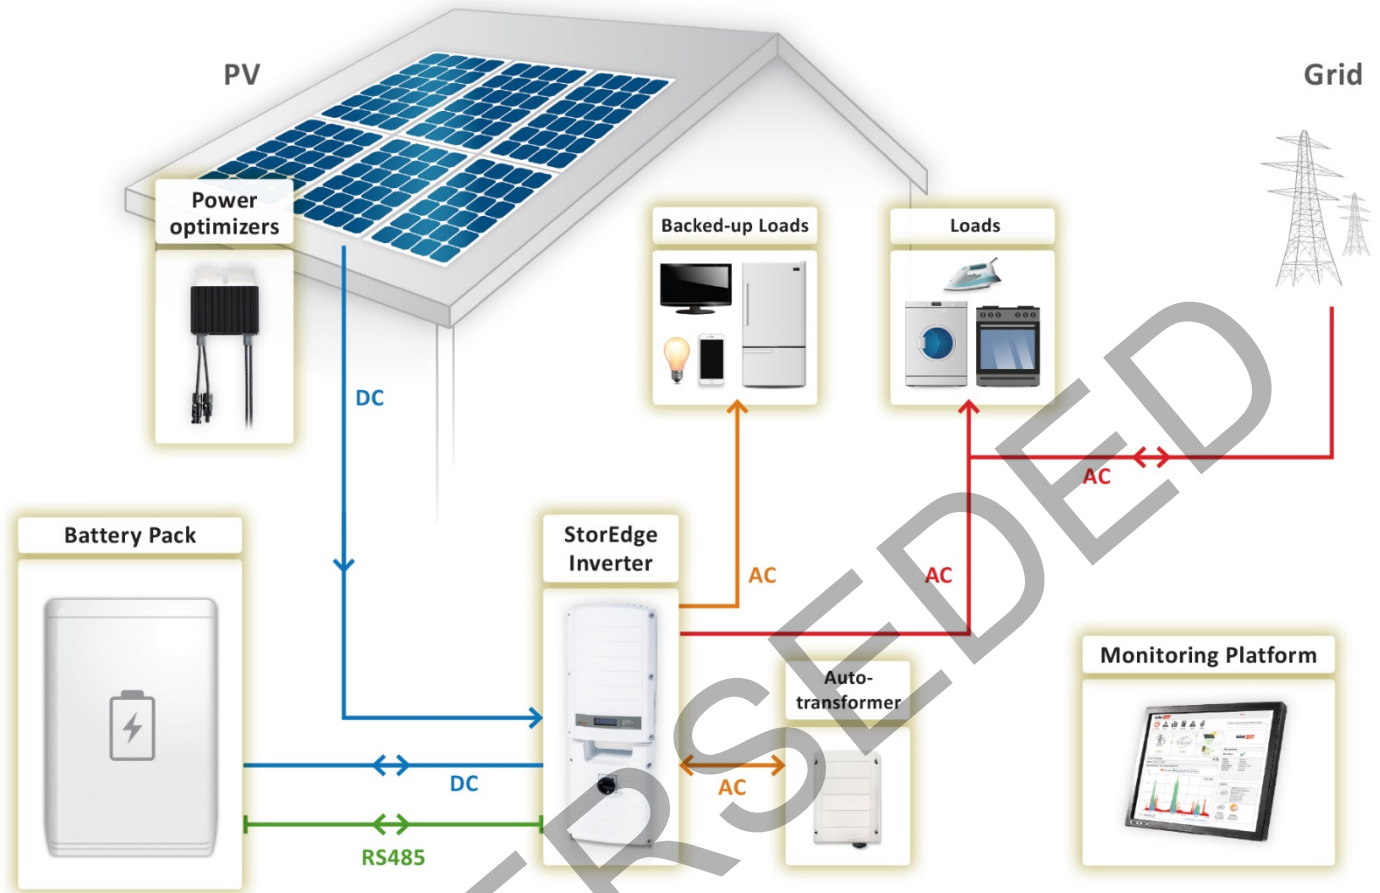 PV
Grid
Power
optimizers
Backed-up Loads
Loads
DC
AC
Battery Pack
StorEdge
Inverter
AC
AC
Monitoring Platform
Auto-
transformer
DC
AC
RS485
ERSEDED